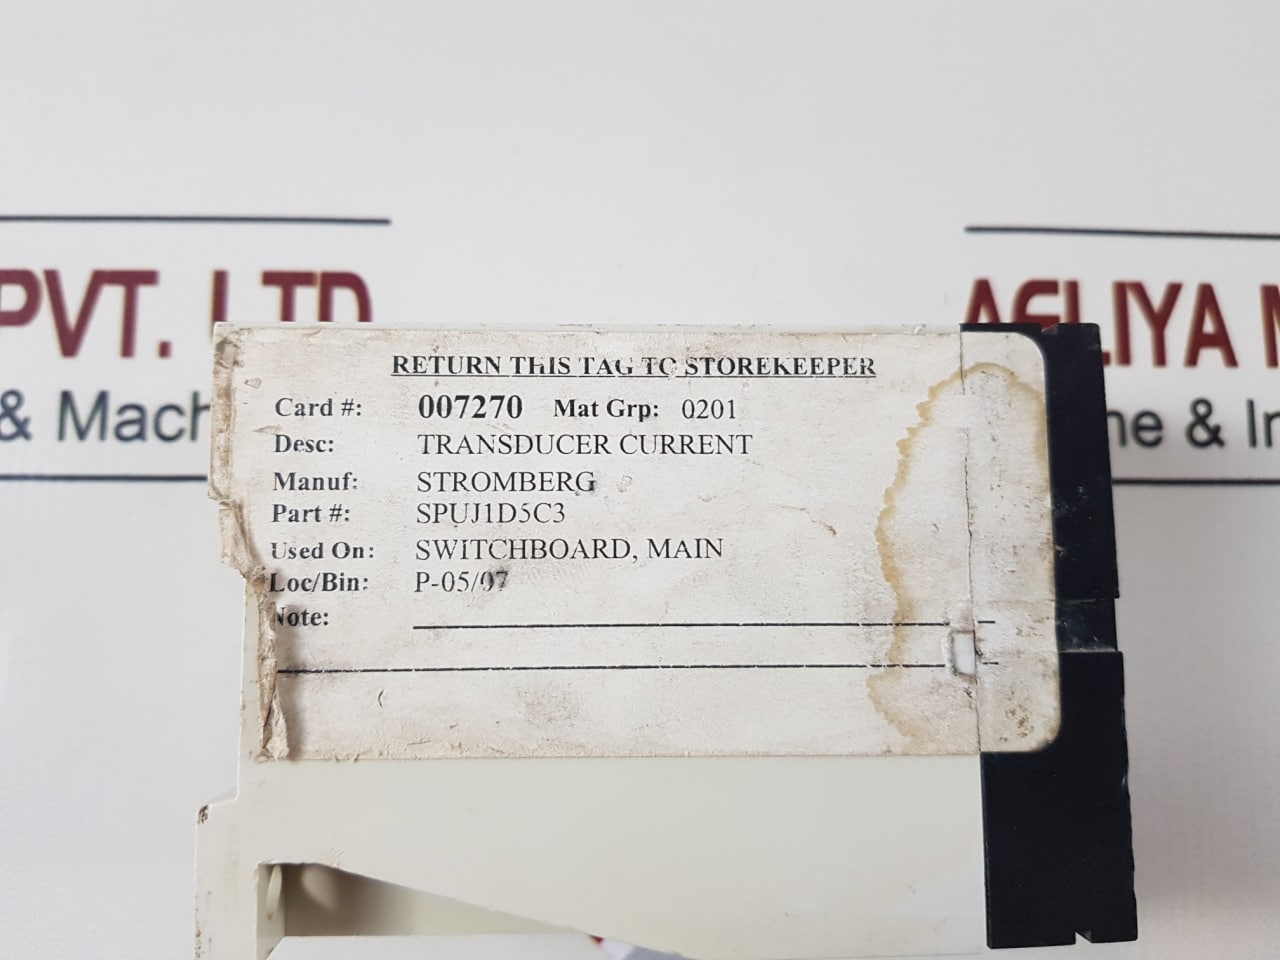 PVT. LTD
AELIYA M
& Mach
ne & In
RETURN THIS TAG TO STOREKEEPER
Card #: 007270 Mat Grp: 0201
Desc: TRANSDUCER CURRENT
Manuf: STROMBERG
Part #: SPUJ1D5C3
Used On: SWITCHBOARD, MAIN
Loc/Bin: P-05/07
Note: